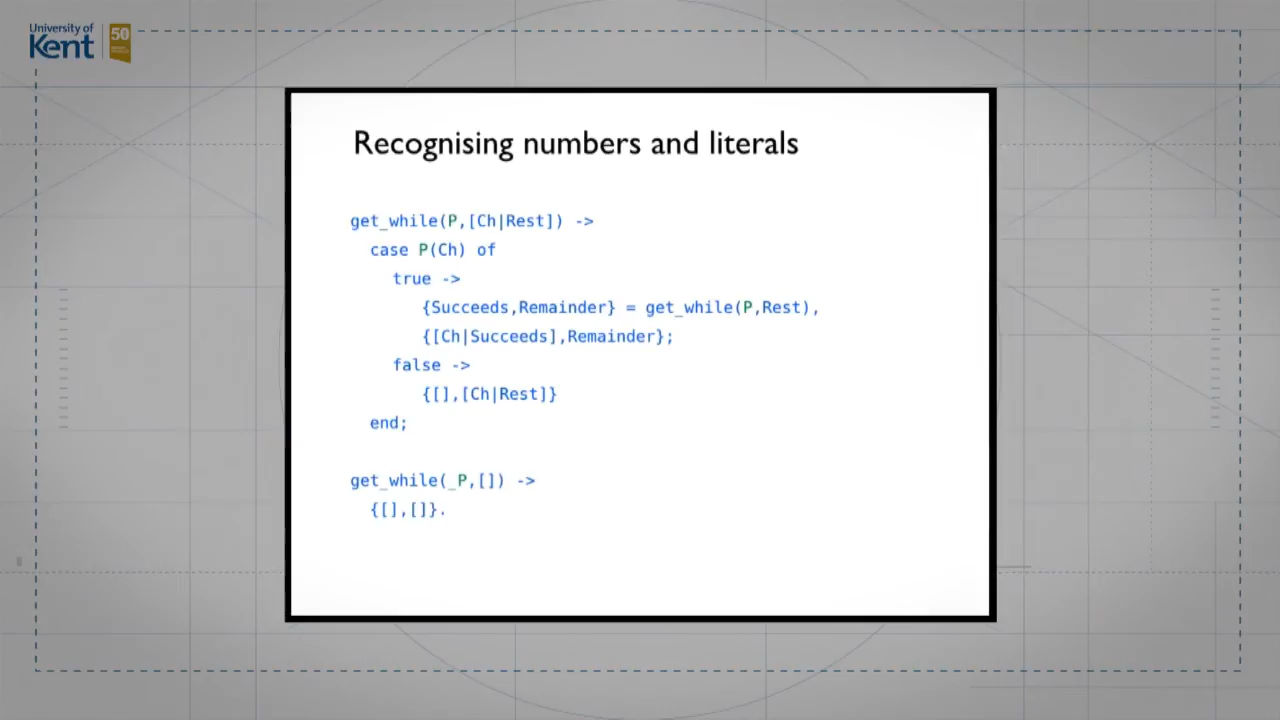 University of
Kent
50
Recognising numbers and literals
get_while(P,[Ch|Rest]) ->
case P(Ch) of
true ->
{Succeeds,Remainder} = get_while(P,Rest),
{[Ch|Succeeds],Remainder};
false ->
{[],[Ch|Rest]}
end;
get_while(_P,[]) ->
{[],[]}.